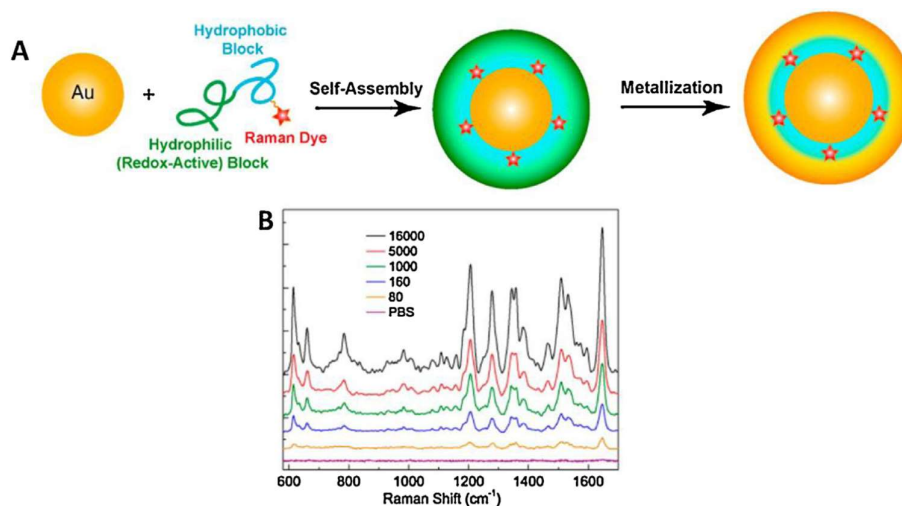 A
Au
+
Hydrophobic
Block
Hydrophilic
(Redox-Active) Block
Raman Dye
Self-Assembly
Metallization
B
16000
5000
1000
160
80
PBS
600 800 1000 1200 1400 1600
Raman Shift (cm⁻¹)